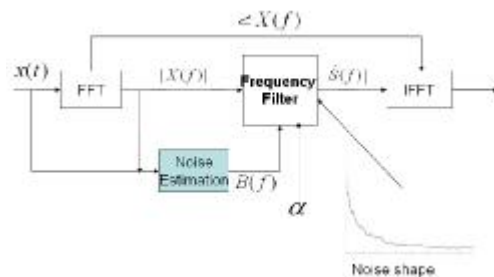 ∠X(f)
x(t)
FFT
|X(f)|
Frequency
Filter
ŝ(f)|
IFFT
Noise
Estimation
B(f)
α
Noise shape